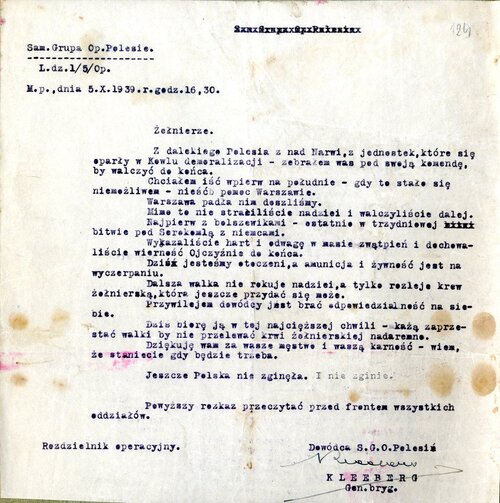 Sam.Grupa Op.Polesie.
124
Sam.Grupa Op.Polesie.
L.dz.1/5/Op.
M.p.,dnia 5.X.1939.r.godz.16,30.
Żołnierze.
Z dalekiego Polesia z nad Narwi,z jednostek,które się
oparły w Kowlu demoralizacji - zebrałem was pod swoją komendę,
by walczyć do końca.
Chciałem iść wpierw na południe - gdy to stało się
niemożliwem - nieść pomoc Warszawie.
Warszawa padła nim doszliśmy.
Mimo to nie straciliście nadziei i walczyliście dalej.
Najpierw z bolszewikami - ostatnio w trzydniowej
bitwie pod Serokomlą z niemcami.
Wykazaliście hart i odwagę w masie zwątpień i dochowa-
liście wierność Ojczyźnie do końca.
Dziś jesteśmy otoczeni,a amunicja i żywność jest na
wyczerpaniu.
Dalsza walka nie rokuje nadziei,a tylko rozleje krew
żołnierską,która jeszcze przydać się może.
Przywilejem dowódcy jest brać odpowiedzialność na sie-
bie.
Dziś biorę ją w tej najcięższej chwili - każę zaprze-
stać walki by nie przelewać krwi żołnierskiej nadaremno.
Dziękuję wam za wasze męstwo i waszą karność - wiem,
że staniecie gdy będzie trzeba.
Jeszcze Polska nie zginęła. I nie zginie.
Powyższy rozkaz przeczytać przed frontem wszystkich
oddziałów.
Rozdzielnik operacyjny.
Dowódca S.G.O.Polesie
Kleeberg
K L E E B E R G
Gen.bryg.